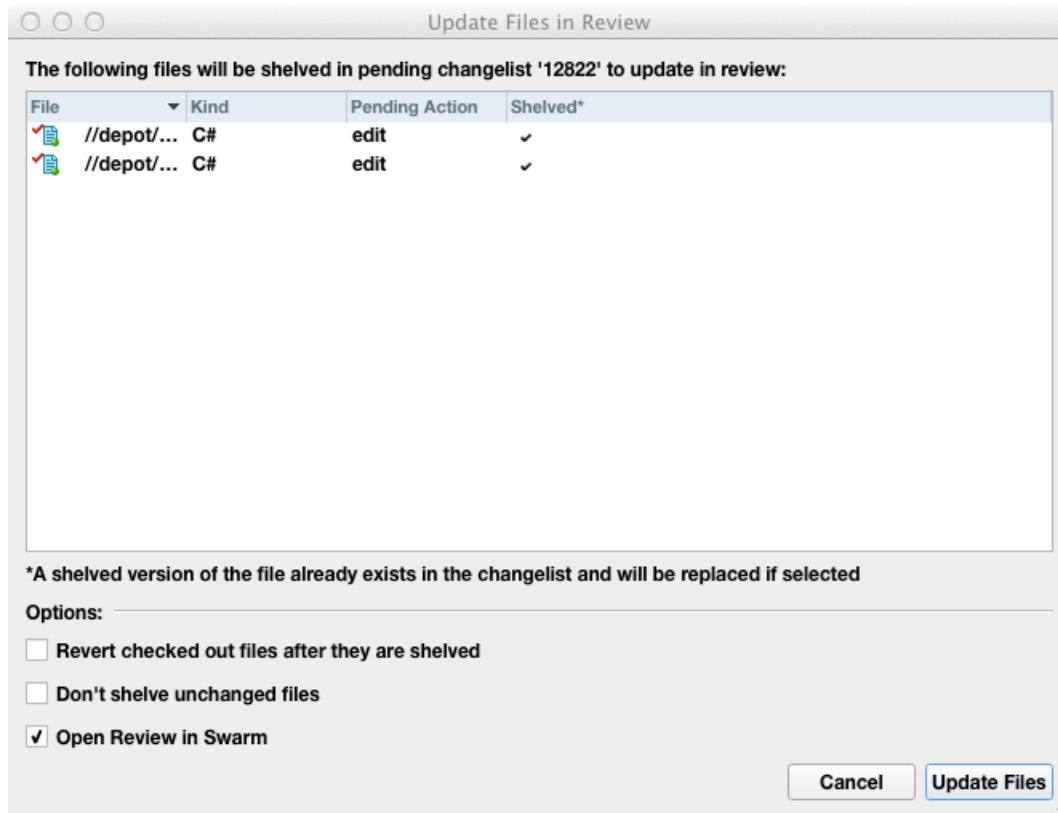 Update Files in Review
The following files will be shelved in pending changelist '12822' to update in review:
File Kind Pending Action Shelved*
//depot/... C# edit
//depot/... C# edit
*A shelved version of the file already exists in the changelist and will be replaced if selected
Options:
Revert checked out files after they are shelved
Don't shelve unchanged files
Open Review in Swarm
Cancel Update Files